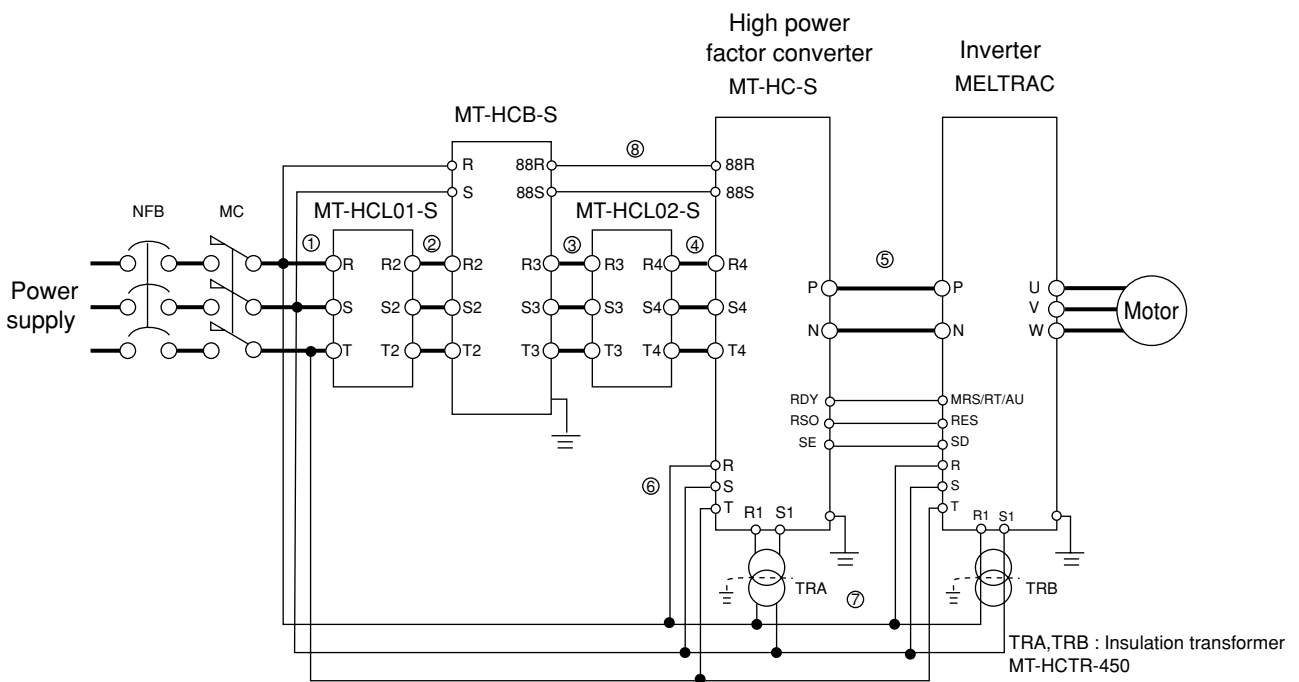 High power
factor converter
MT-HC-S
Inverter
MELTRAC
MT-HCB-S
⑧
R 88R 88R
S 88S 88S
NFB MC MT-HCL01-S MT-HCL02-S
① ② ③ ④ ⑤
R R2 R2 R3 R3 R4 R4
P P U
Power
supply
S S2 S2 S3 S3 S4 S4
V Motor
N N W
T T2 T2 T3 T3 T4 T4
RDY MRS/RT/AU
RSO RES
SE SD
⑥ R R
S S
T T
R1 S1 R1 S1
TRA TRB
⑦
TRA,TRB : Insulation transformer
MT-HCTR-450